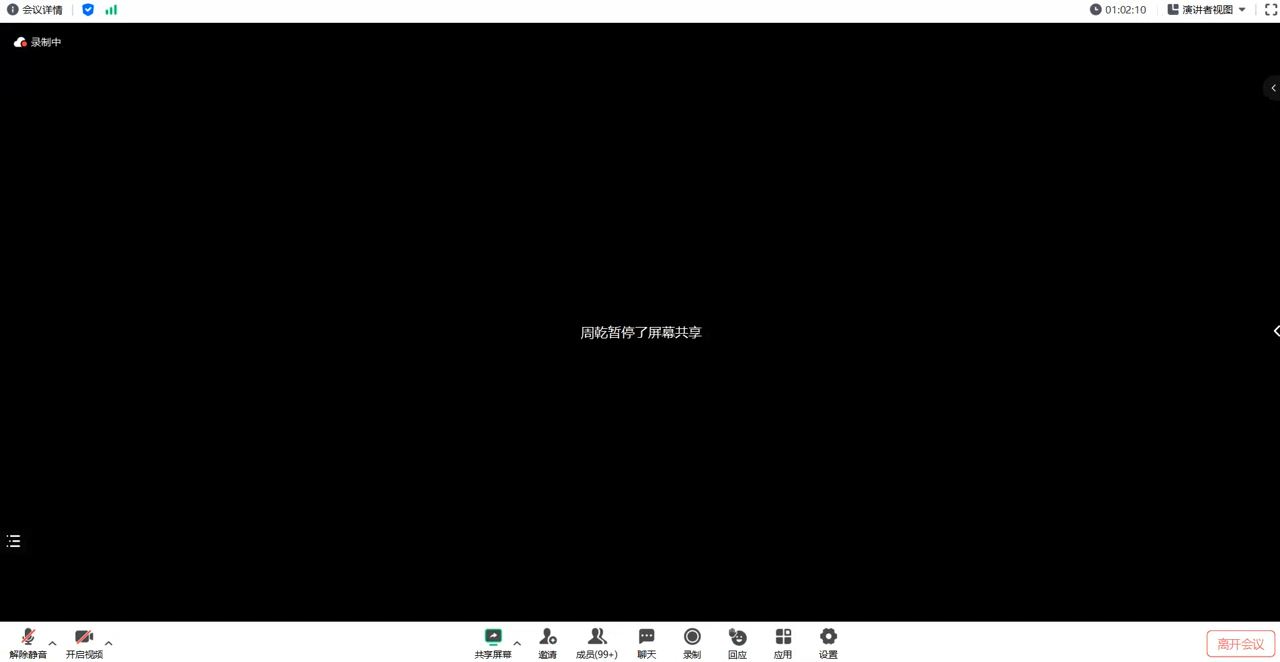 会议详情
01:02:10
演讲者视图
录制中
周乾暂停了屏幕共享
解除静音
开启视频
共享屏幕
邀请
成员(99+)
聊天
录制
回应
应用
设置
离开会议